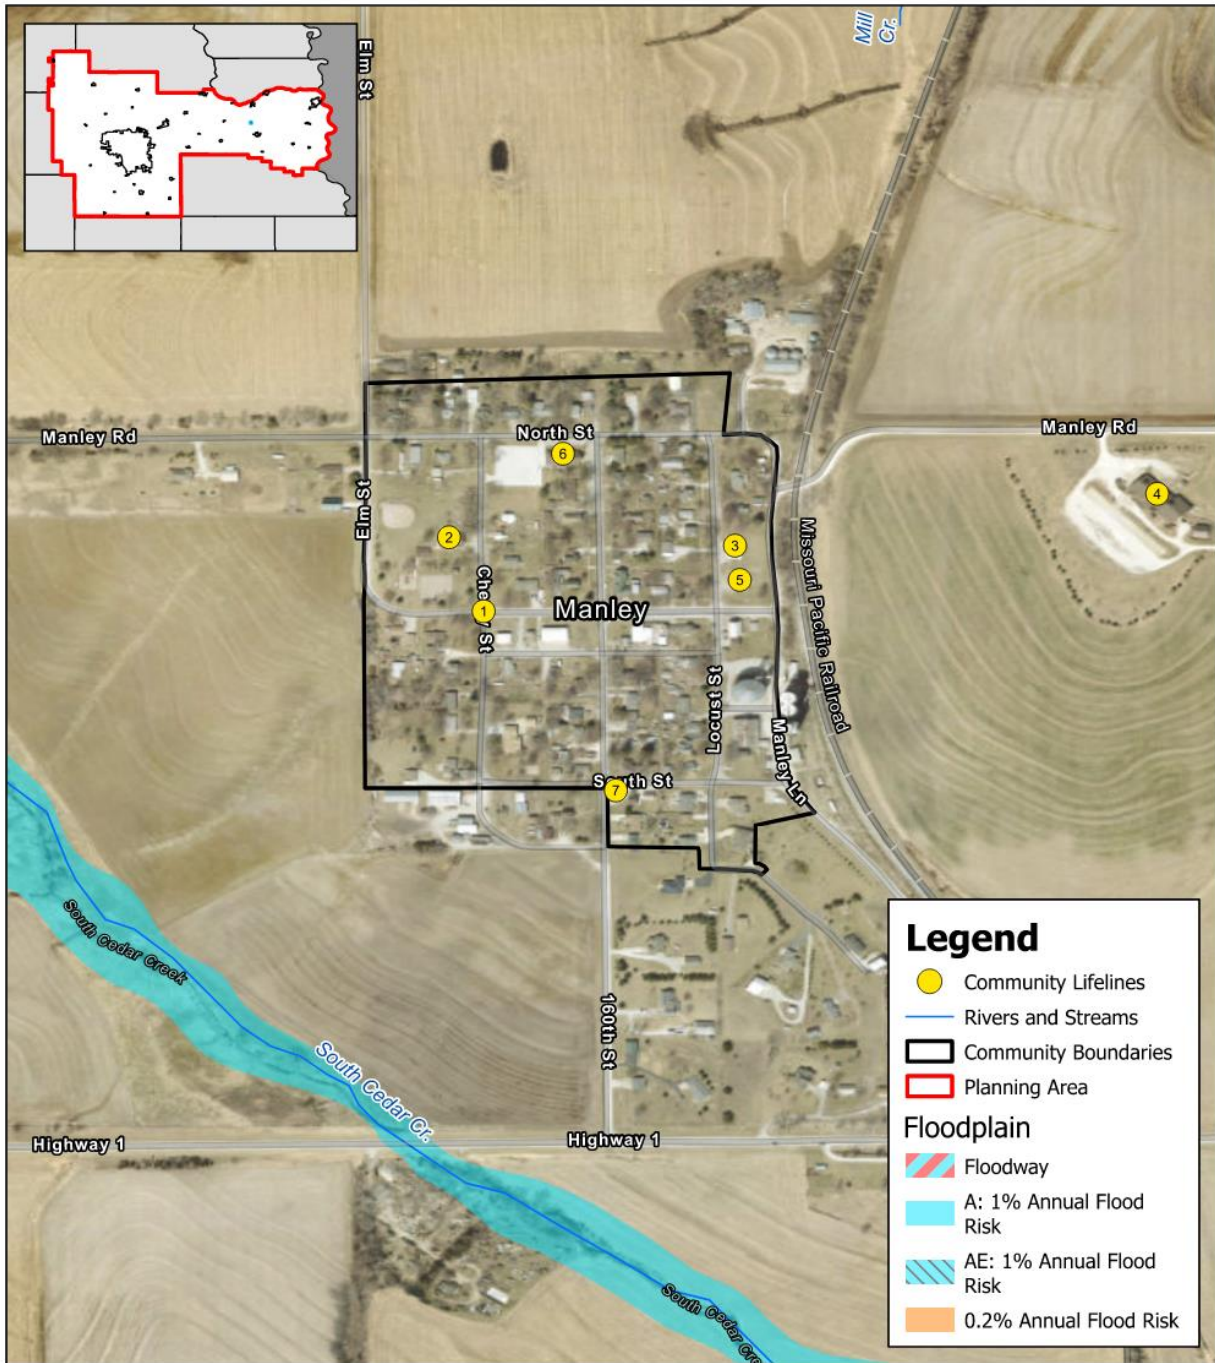 Elm St
Mill
Cr.
Manley Rd
North St
Manley Rd
6
4
Elm St
2
3
Missouri Pacific Railroad
5
Cherry St
1
Manley
Locust St
Manley Ln
South St
7
South Cedar Creek
160th St
South Cedar Cr.
Highway 1
Highway 1
South Cedar Creek
Legend
Community Lifelines
Rivers and Streams
Community Boundaries
Planning Area
Floodplain
Floodway
A: 1% Annual Flood
Risk
AE: 1% Annual Flood
Risk
0.2% Annual Flood Risk